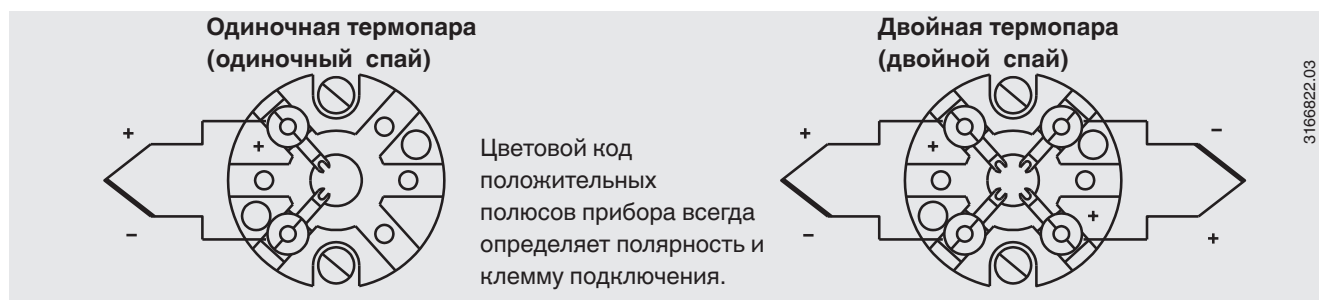 Одиночная термопара
(одиночный спай)
Двойная термопара
(двойной спай)
+
+
–
Цветовой код
положительных
полюсов прибора всегда
определяет полярность и
клемму подключения.
+
+
–
–
+
+
3166822.03